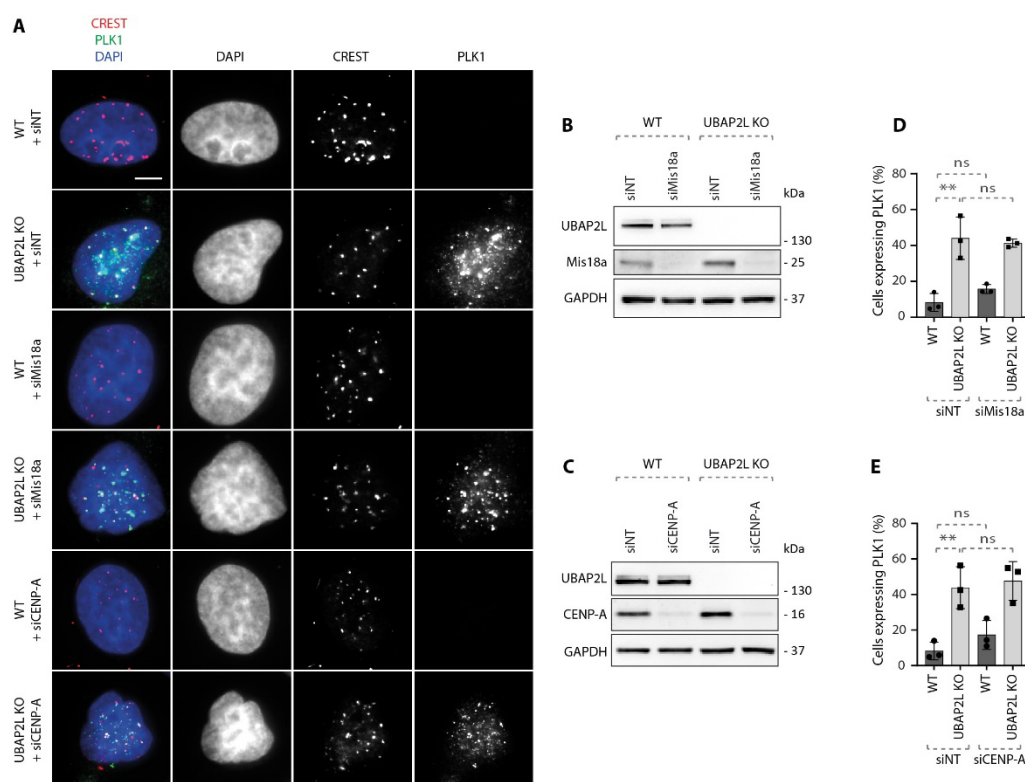 A
CREST
PLK1
DAPI
DAPI
CREST
PLK1
WT
+ siNT
UBAP2L KO
+ siNT
WT
+ siMis18a
UBAP2L KO
+ siMis18a
WT
+ siCENP-A
UBAP2L KO
+ siCENP-A
B
WT
UBAP2L KO
siNT
siMis18a
siNT
siMis18a
kDa
UBAP2L
- 130
Mis18a
- 25
GAPDH
- 37
C
WT
UBAP2L KO
siNT
siCENP-A
siNT
siCENP-A
kDa
UBAP2L
- 130
CENP-A
- 16
GAPDH
- 37
D
Cells expressing PLK1 (%)
80
60
40
20
0
ns
**
ns
WT
UBAP2L KO
WT
UBAP2L KO
siNT
siMis18a
E
Cells expressing PLK1 (%)
80
60
40
20
0
ns
**
ns
WT
UBAP2L KO
WT
UBAP2L KO
siNT
siCENP-A